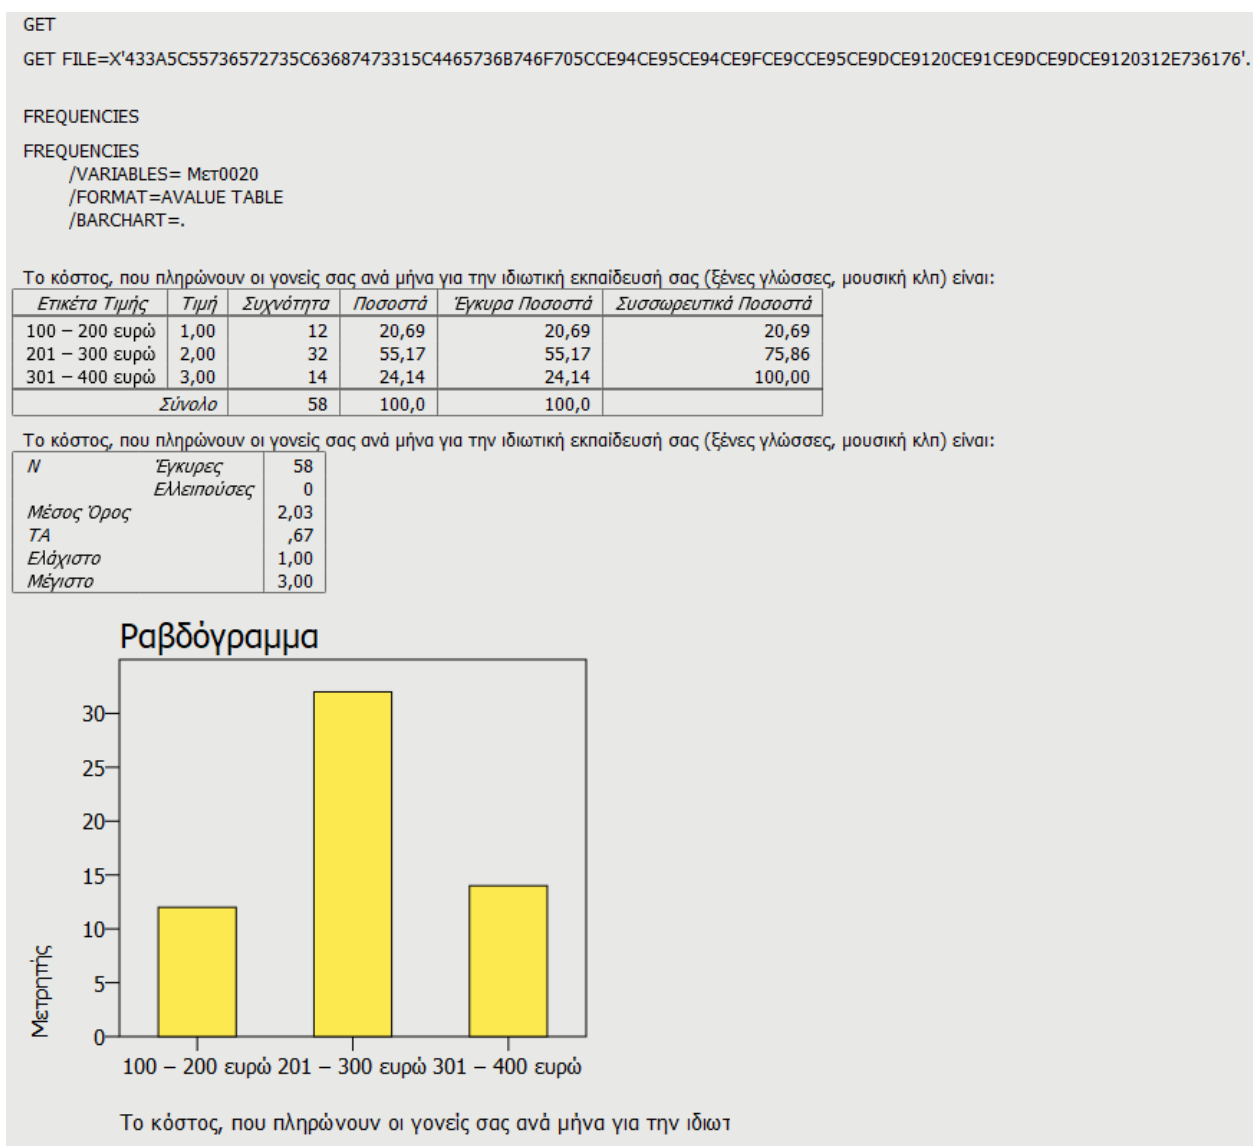 GET
GET FILE=X'433A5C55736572735C63687473315C4465736B746F705CCE94CE95CE94CE9FCE9CCE95CE9DCE9120CE91CE9DCE9DCE9120312E736176'.
FREQUENCIES
FREQUENCIES
/VARIABLES= Μετ0020
/FORMAT=AVALUE TABLE
/BARCHART=.
Το κόστος, που πληρώνουν οι γονείς σας ανά μήνα για την ιδιωτική εκπαίδευσή σας (ξένες γλώσσες, μουσική κλπ) είναι:
Ετικέτα Τιμής Τιμή Συχνότητα Ποσοστά Έγκυρα Ποσοστά Συσσωρευτικά Ποσοστά
100 – 200 ευρώ 1,00 12 20,69 20,69 20,69
201 – 300 ευρώ 2,00 32 55,17 55,17 75,86
301 – 400 ευρώ 3,00 14 24,14 24,14 100,00
Σύνολο 58 100,0 100,0
Το κόστος, που πληρώνουν οι γονείς σας ανά μήνα για την ιδιωτική εκπαίδευσή σας (ξένες γλώσσες, μουσική κλπ) είναι:
N Έγκυρες 58
Ελλειπούσες 0
Μέσος Όρος 2,03
ΤΑ ,67
Ελάχιστο 1,00
Μέγιστο 3,00
Ραβδόγραμμα
30
25
20
15
10
5
0
Μετρητής
100 – 200 ευρώ 201 – 300 ευρώ 301 – 400 ευρώ
Το κόστος, που πληρώνουν οι γονείς σας ανά μήνα για την ιδιωτ